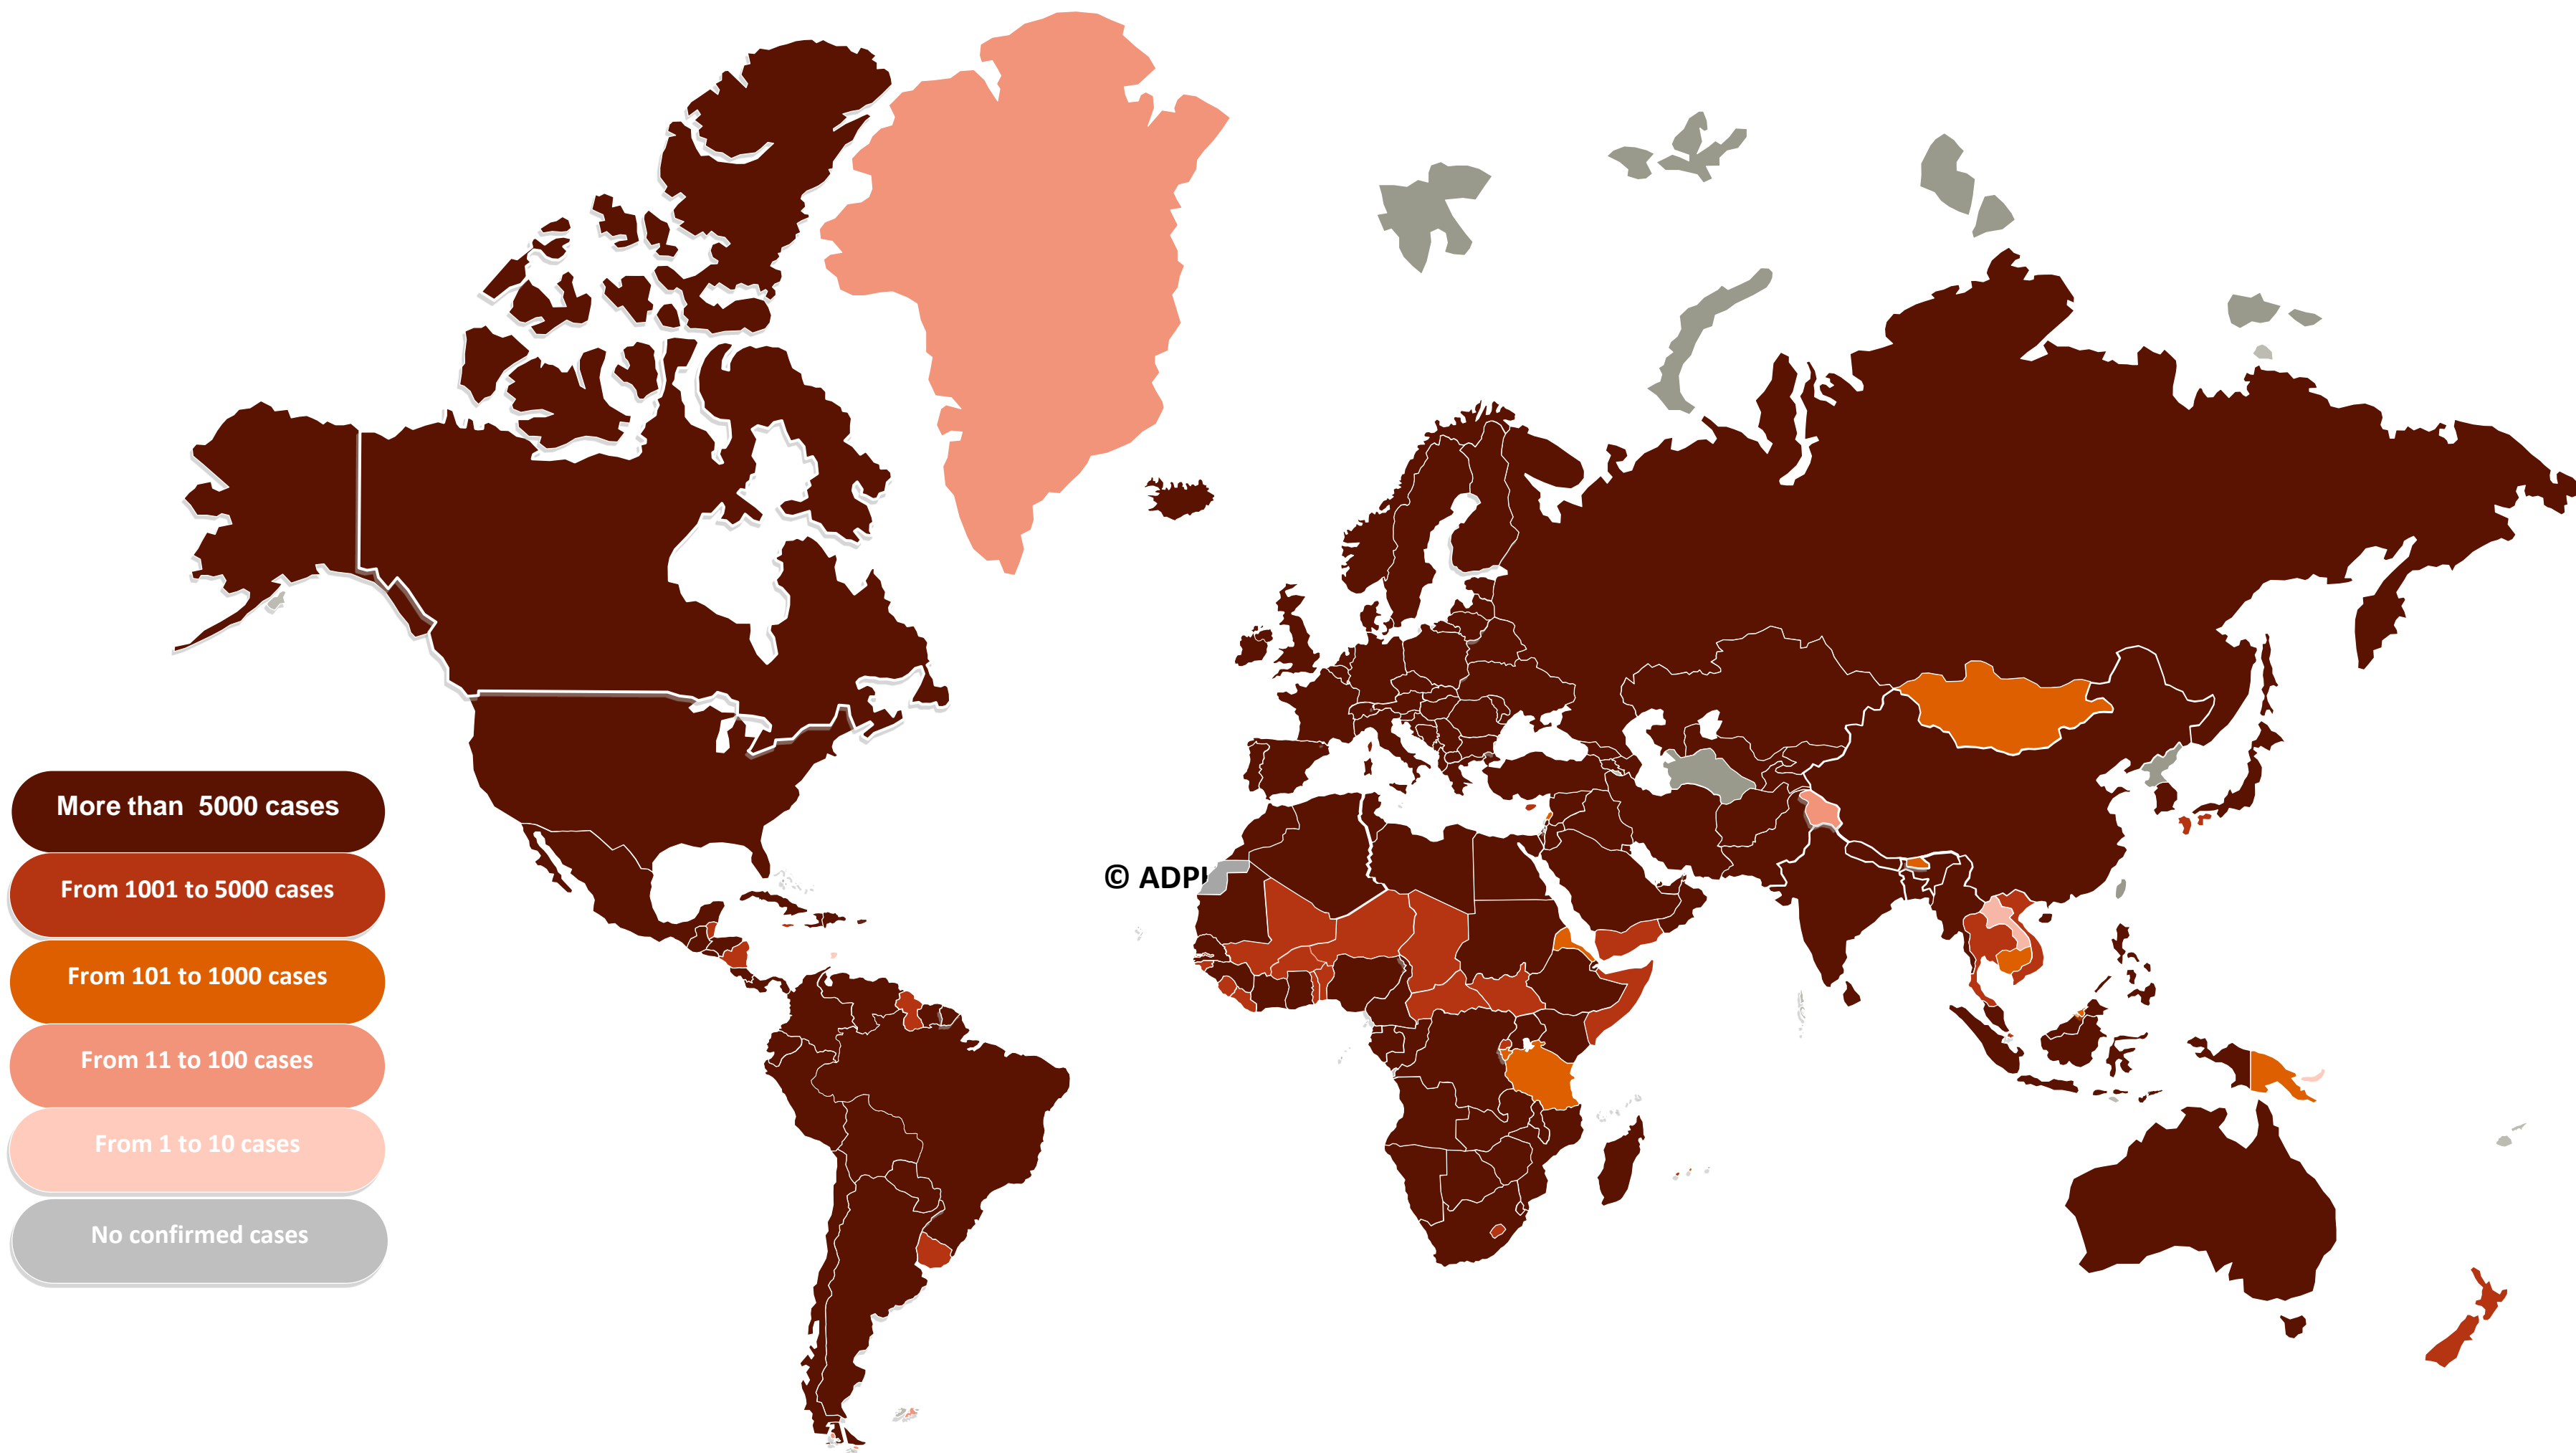 More than 5000 cases
From 1001 to 5000 cases
© ADPH
From 101 to 1000 cases
From 11 to 100 cases
From 1 to 10 cases
No confirmed cases